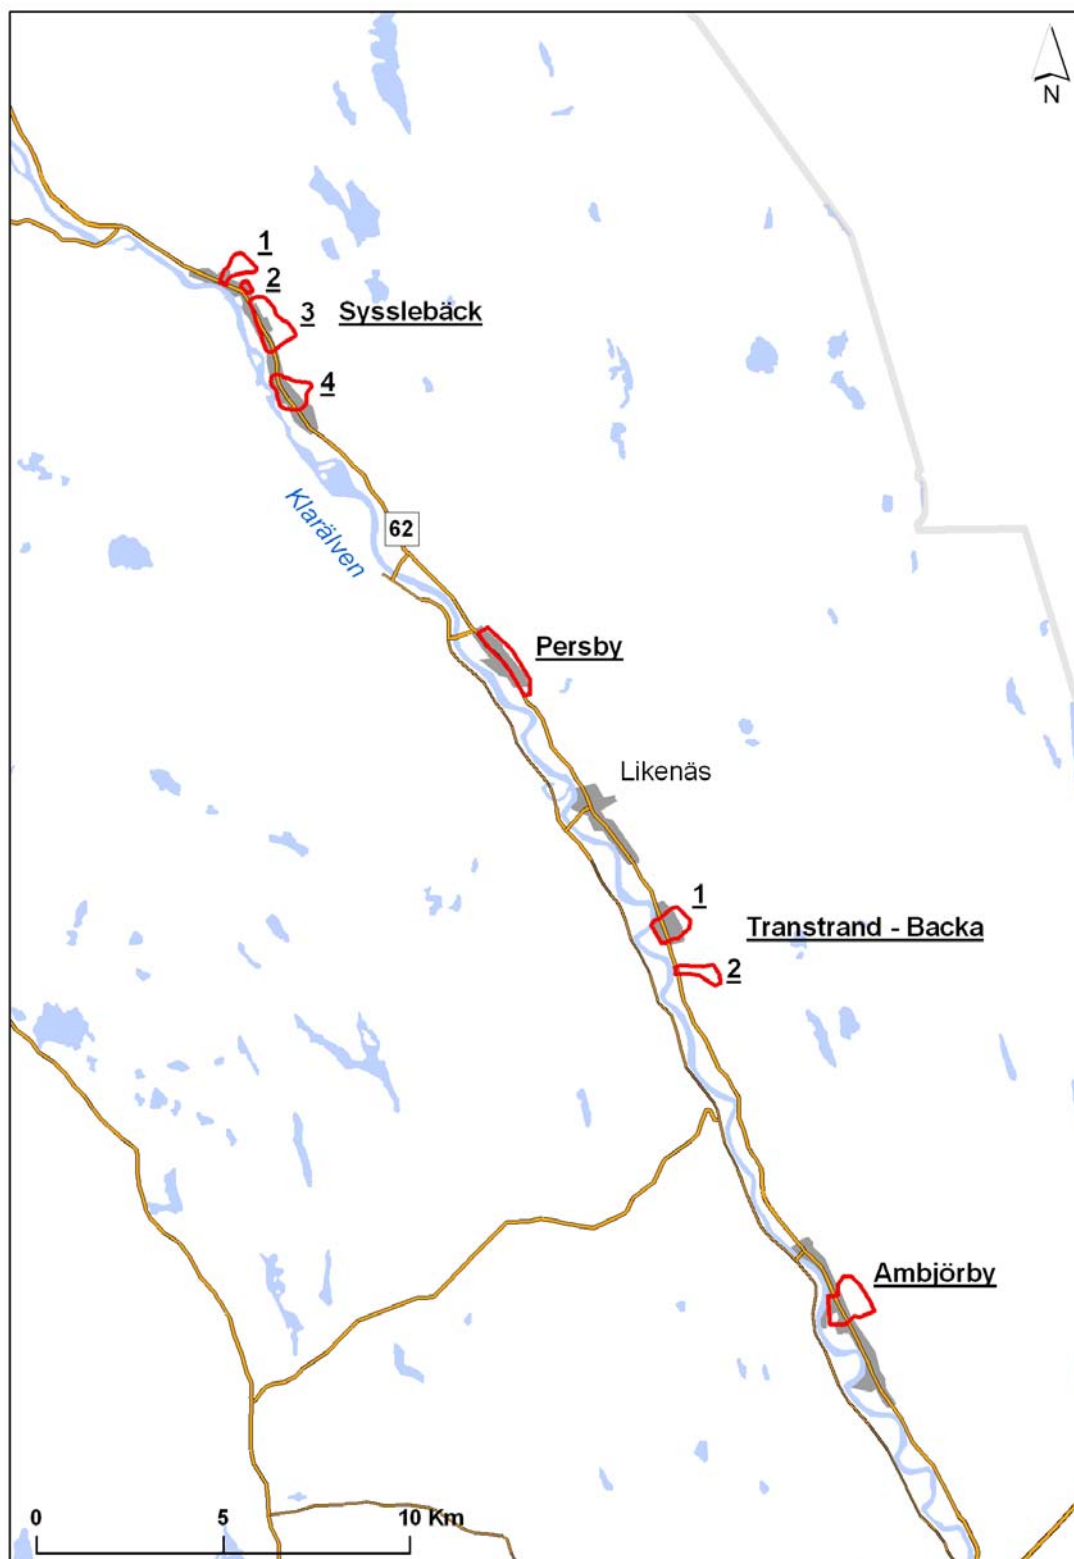 N
1
2
3 Sysslebäck
4
Klarälven
62
Persby
Likenäs
1
Transtrand - Backa
2
Ambjörby
0 5 10 Km